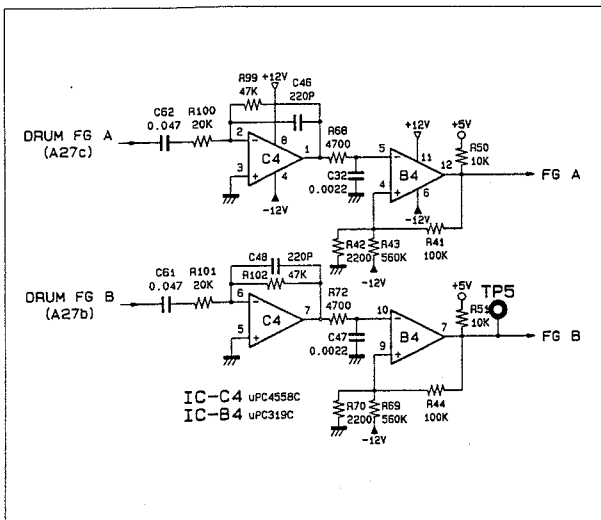 R99 +12V C46
47K 220P
C62 R100
0.047 20K
R68
4700
+12V
+5V
R50
10K
DRUM FG A
(A27c)
2 8 1
C4
3 4
-12V
5 11 12
B4
4 6
-12V
FG A
C32
0.0022
R42
2200
R43
560K
-12V
R41
100K
C48 220P
R102 47K
C61 R101
0.047 20K
R72
4700
+5V
R51
10K
TP5
DRUM FG B
(A27b)
6 7
C4
5
10 7
B4
9
FG B
C47
0.0022
IC-C4 uPC4558C
IC-B4 uPC319C
R70
2200
R69
560K
-12V
R44
100K